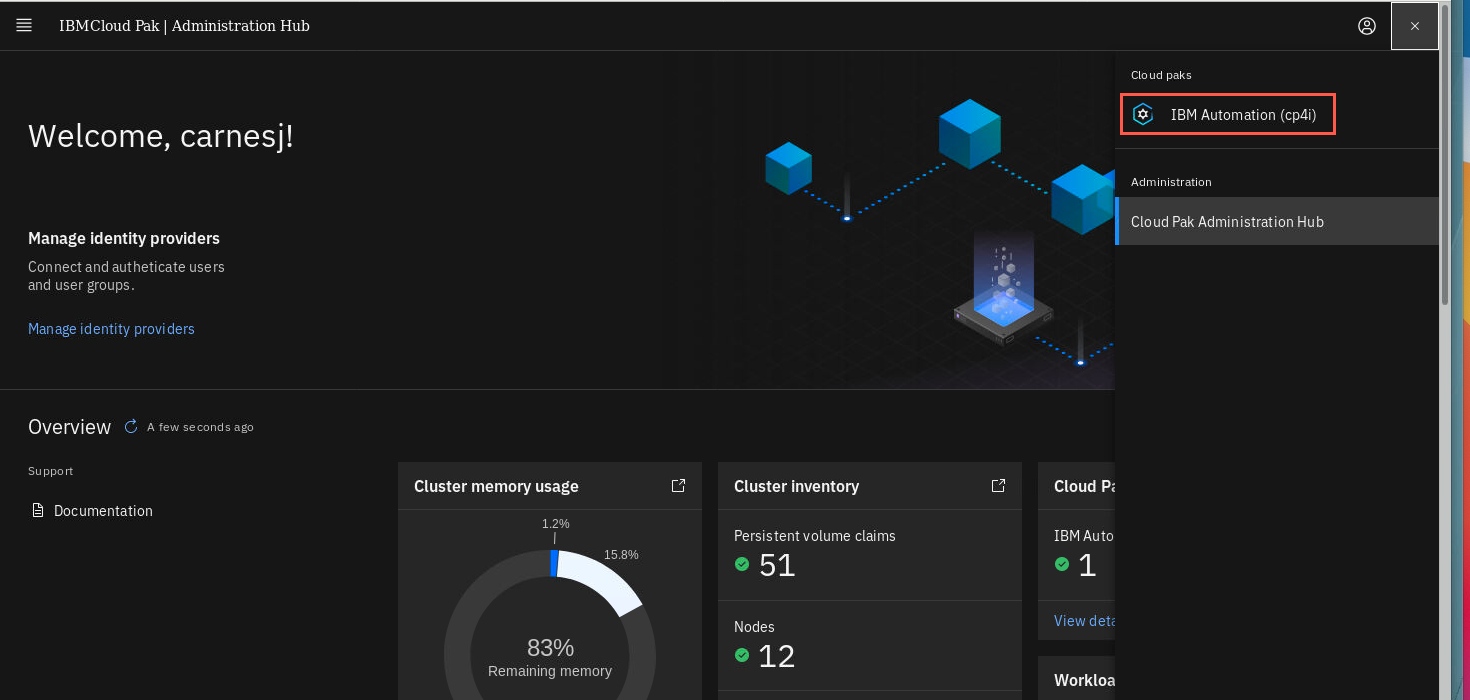 IBMCloud Pak | Administration Hub
Cloud paks
IBM Automation (cp4i)
Administration
Cloud Pak Administration Hub
Welcome, carnesj!
Manage identity providers
Connect and autheticate users
and user groups.
Manage identity providers
Overview
A few seconds ago
Support
Documentation
Cluster memory usage
1.2%
15.8%
83%
Remaining memory
Cluster inventory
Persistent volume claims
51
Nodes
12
Cloud Pa
IBM Auto
1
View deta
Workloa